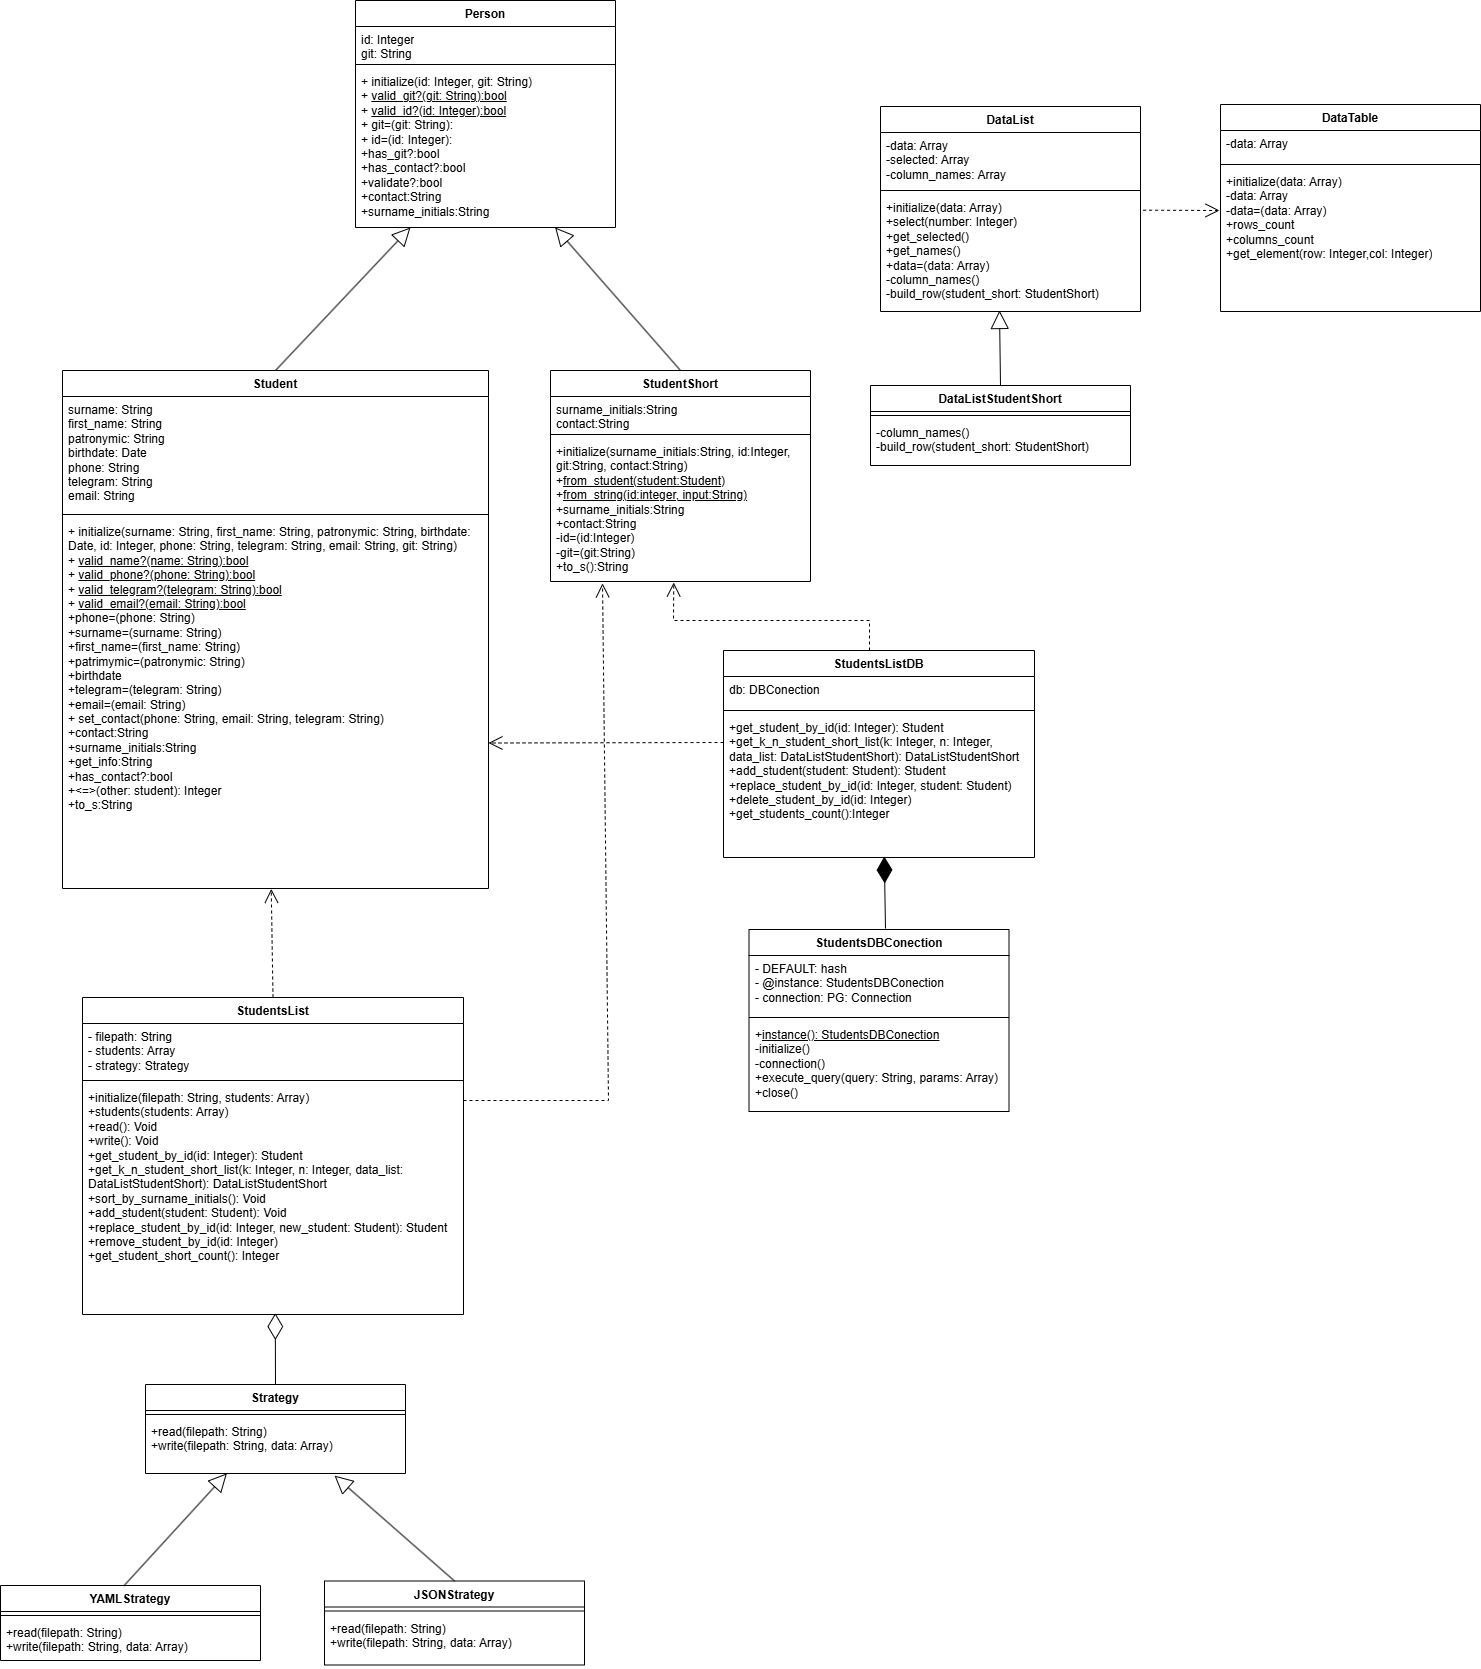 Person
id: Integer
git: String
+ initialize(id: Integer, git: String)
+ valid_git?(git: String):bool
+ valid_id?(id: Integer):bool
+ git=(git: String):
+ id=(id: Integer):
+has_git?:bool
+has_contact?:bool
+validate?:bool
+contact:String
+surname_initials:String
DataList
-data: Array
-selected: Array
-column_names: Array
+initialize(data: Array)
+select(number: Integer)
+get_selected()
+get_names()
+data=(data: Array)
-column_names()
-build_row(student_short: StudentShort)
DataTable
-data: Array
+initialize(data: Array)
-data: Array
-data=(data: Array)
+rows_count
+columns_count
+get_element(row: Integer,col: Integer)
Student
surname: String
first_name: String
patronymic: String
birthdate: Date
phone: String
telegram: String
email: String
+ initialize(surname: String, first_name: String, patronymic: String, birthdate:
Date, id: Integer, phone: String, telegram: String, email: String, git: String)
+ valid_name?(name: String):bool
+ valid_phone?(phone: String):bool
+ valid_telegram?(telegram: String):bool
+ valid_email?(email: String):bool
+phone=(phone: String)
+surname=(surname: String)
+first_name=(first_name: String)
+patrimymic=(patronymic: String)
+birthdate
+telegram=(telegram: String)
+email=(email: String)
+ set_contact(phone: String, email: String, telegram: String)
+contact:String
+surname_initials:String
+get_info:String
+has_contact?:bool
+<=>(other: student): Integer
+to_s:String
StudentShort
surname_initials:String
contact:String
+initialize(surname_initials:String, id:Integer,
git:String, contact:String)
+from_student(student:Student)
+from_string(id:integer, input:String)
+surname_initials:String
+contact:String
-id=(id:Integer)
-git=(git:String)
+to_s():String
DataListStudentShort
-column_names()
-build_row(student_short: StudentShort)
StudentsListDB
db: DBConection
+get_student_by_id(id: Integer): Student
+get_k_n_student_short_list(k: Integer, n: Integer,
data_list: DataListStudentShort): DataListStudentShort
+add_student(student: Student): Student
+replace_student_by_id(id: Integer, student: Student)
+delete_student_by_id(id: Integer)
+get_students_count():Integer
StudentsDBConection
- DEFAULT: hash
- @instance: StudentsDBConection
- connection: PG: Connection
+instance(): StudentsDBConection
-initialize()
-connection()
+execute_query(query: String, params: Array)
+close()
StudentsList
- filepath: String
- students: Array
- strategy: Strategy
+initialize(filepath: String, students: Array)
+students(students: Array)
+read(): Void
+write(): Void
+get_student_by_id(id: Integer): Student
+get_k_n_student_short_list(k: Integer, n: Integer, data_list:
DataListStudentShort): DataListStudentShort
+sort_by_surname_initials(): Void
+add_student(student: Student): Void
+replace_student_by_id(id: Integer, new_student: Student): Student
+remove_student_by_id(id: Integer)
+get_student_short_count(): Integer
Strategy
+read(filepath: String)
+write(filepath: String, data: Array)
YAMLStrategy
+read(filepath: String)
+write(filepath: String, data: Array)
JSONStrategy
+read(filepath: String)
+write(filepath: String, data: Array)